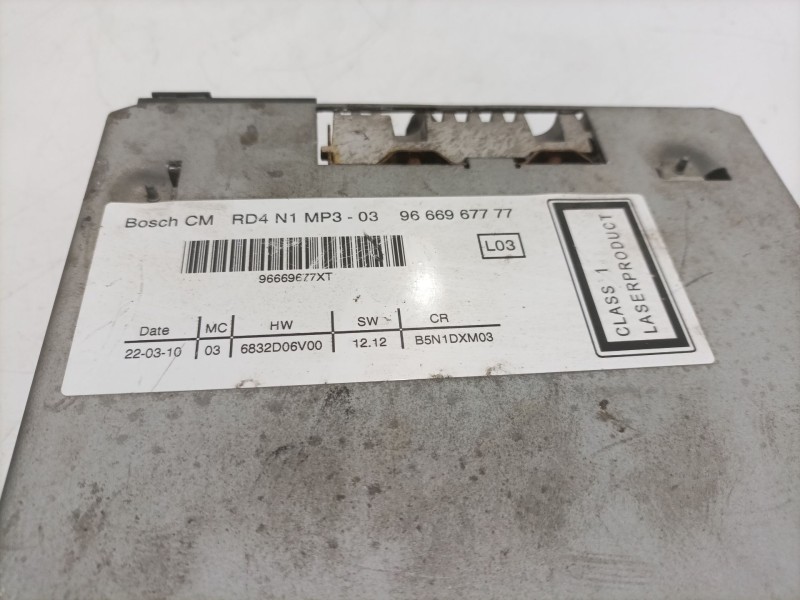 Bosch CM RD4 N1 MP3 - 03 96 669 677 77
L03
96669677XT
Date MC HW SW CR
22-03-10 03 6832D06V00 12.12 B5N1DXM03
CLASS 1
LASERPRODUCT